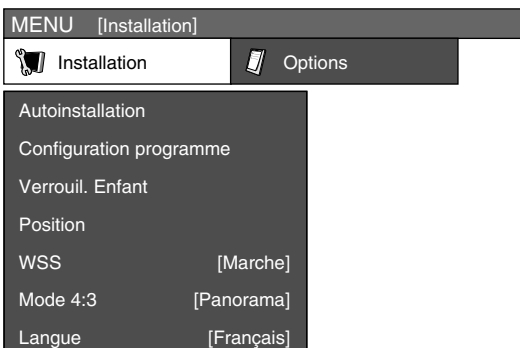 MENU [Installation]
Installation Options
Autoinstallation
Configuration programme
Verrouil. Enfant
Position
WSS [Marche]
Mode 4:3 [Panorama]
Langue [Français]